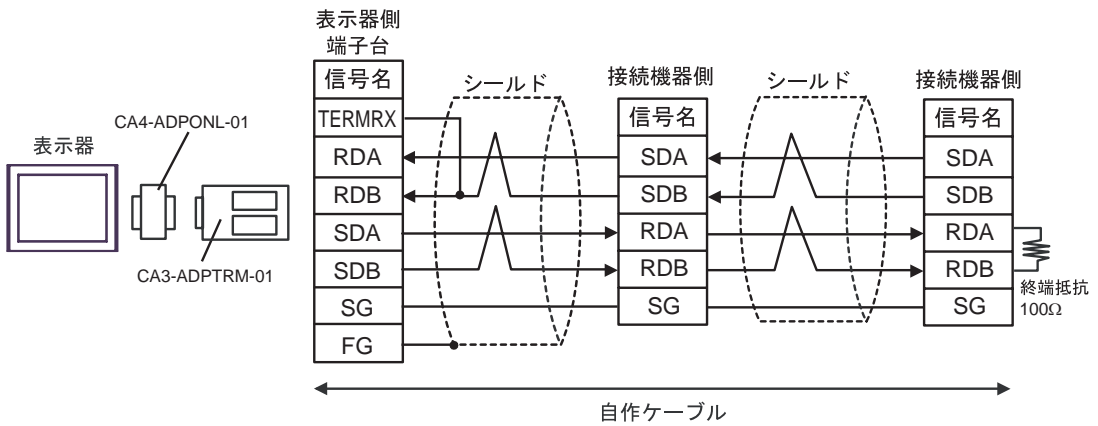 表示器
CA4-ADPONL-01
CA3-ADPTRM-01
表示器側
端子台
信号名
TERMRX
RDA
RDB
SDA
SDB
SG
FG
シールド
接続機器側
信号名
SDA
SDB
RDA
RDB
SG
シールド
接続機器側
信号名
SDA
SDB
RDA
RDB
SG
終端抵抗
100Ω
自作ケーブル